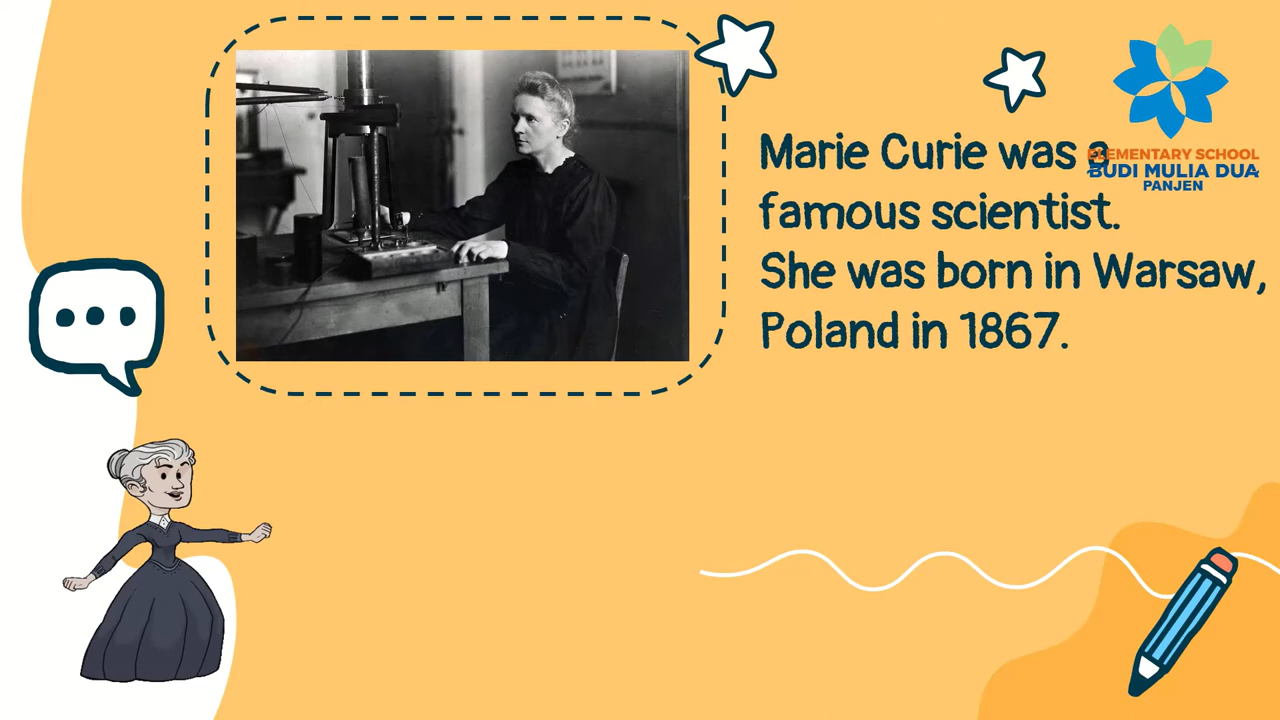 Marie Curie was a
famous scientist.
She was born in Warsaw,
Poland in 1867.
ELEMENTARY SCHOOL
BUDI MULIA DUA
PANJEN